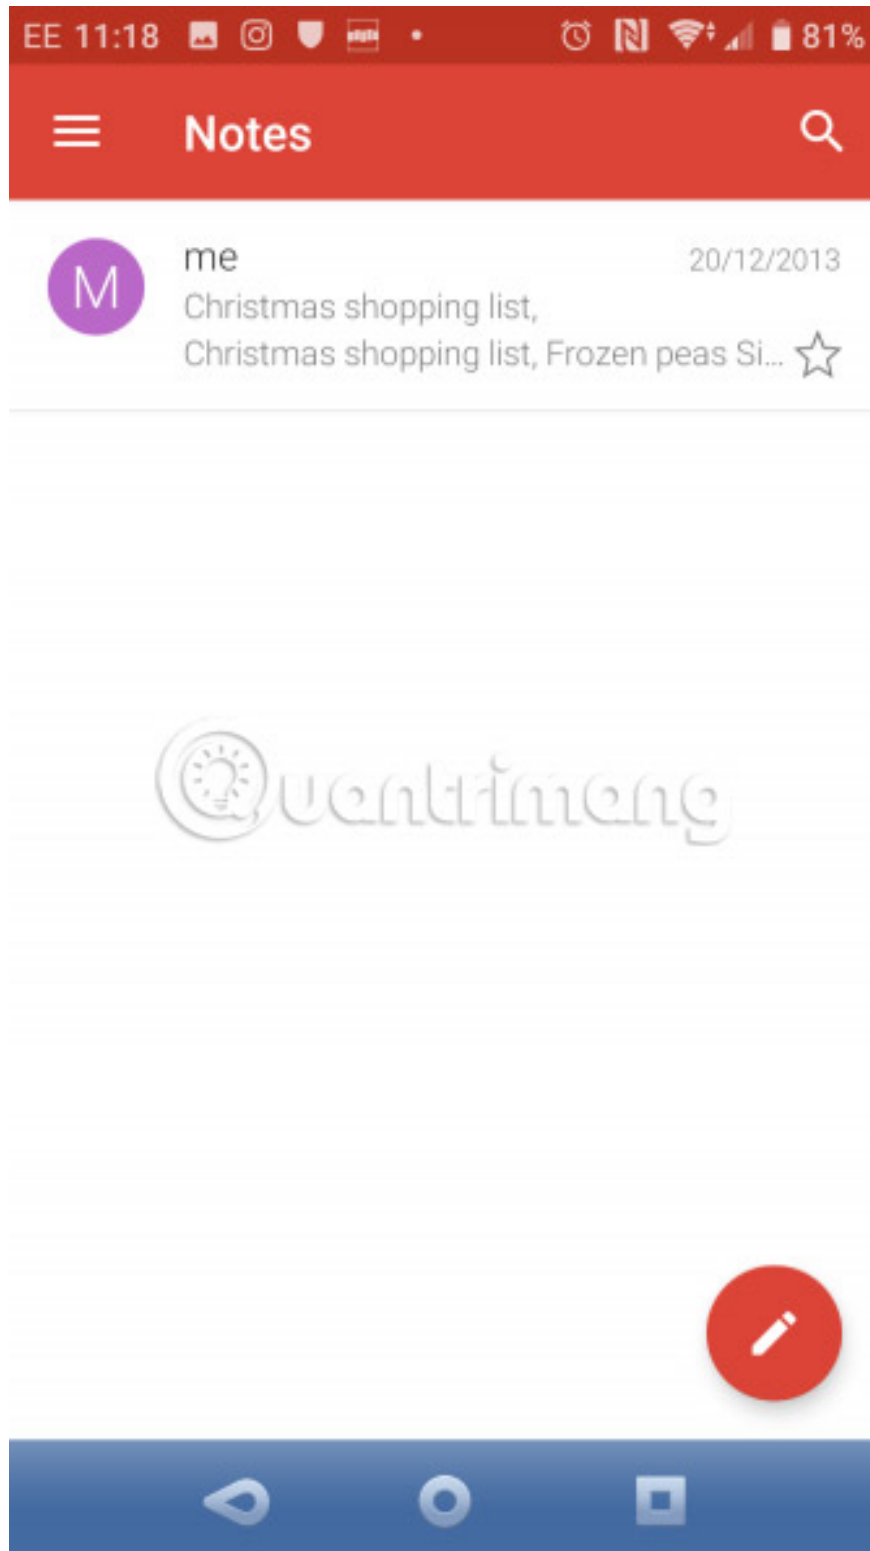 EE 11:18 81%
Notes
me 20/12/2013
M
Christmas shopping list,
Christmas shopping list, Frozen peas Si...
Quantrimang